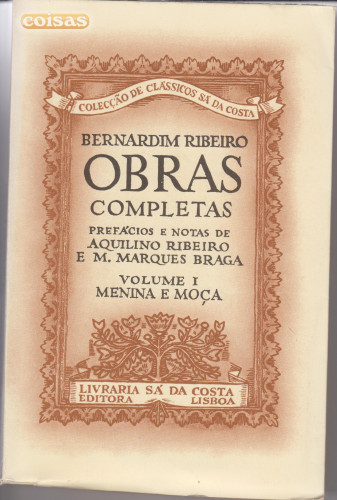 coisas
COLECÇÃO DE CLÁSSICOS SÁ DA COSTA
BERNARDIM RIBEIRO
OBRAS
COMPLETAS
PREFÁCIOS E NOTAS DE
AQUILINO RIBEIRO
E M. MARQUES BRAGA
VOLUME I
MENINA E MOÇA
LIVRARIA SÁ DA COSTA
EDITORA LISBOA